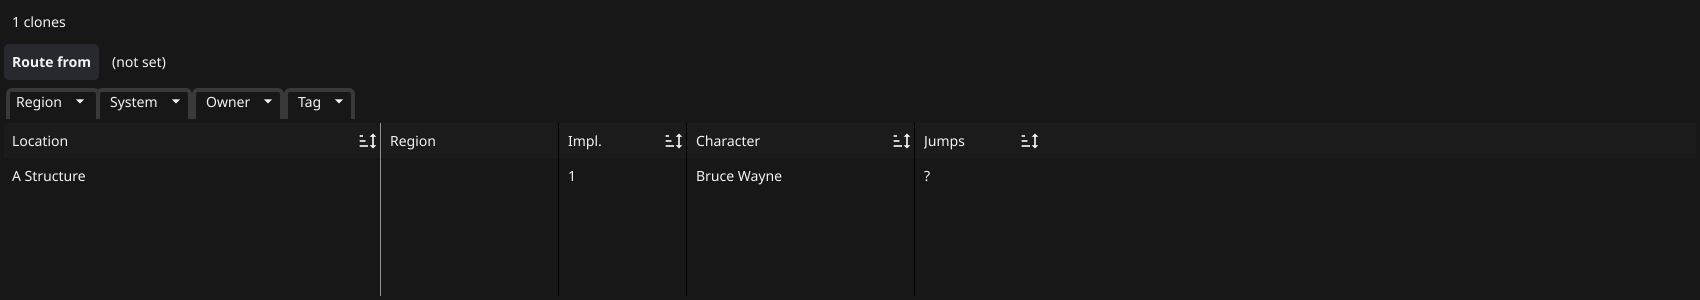 1 clones
Route from (not set)
Region System Owner Tag
Location Region Impl. Character Jumps
A Structure 1 Bruce Wayne ?